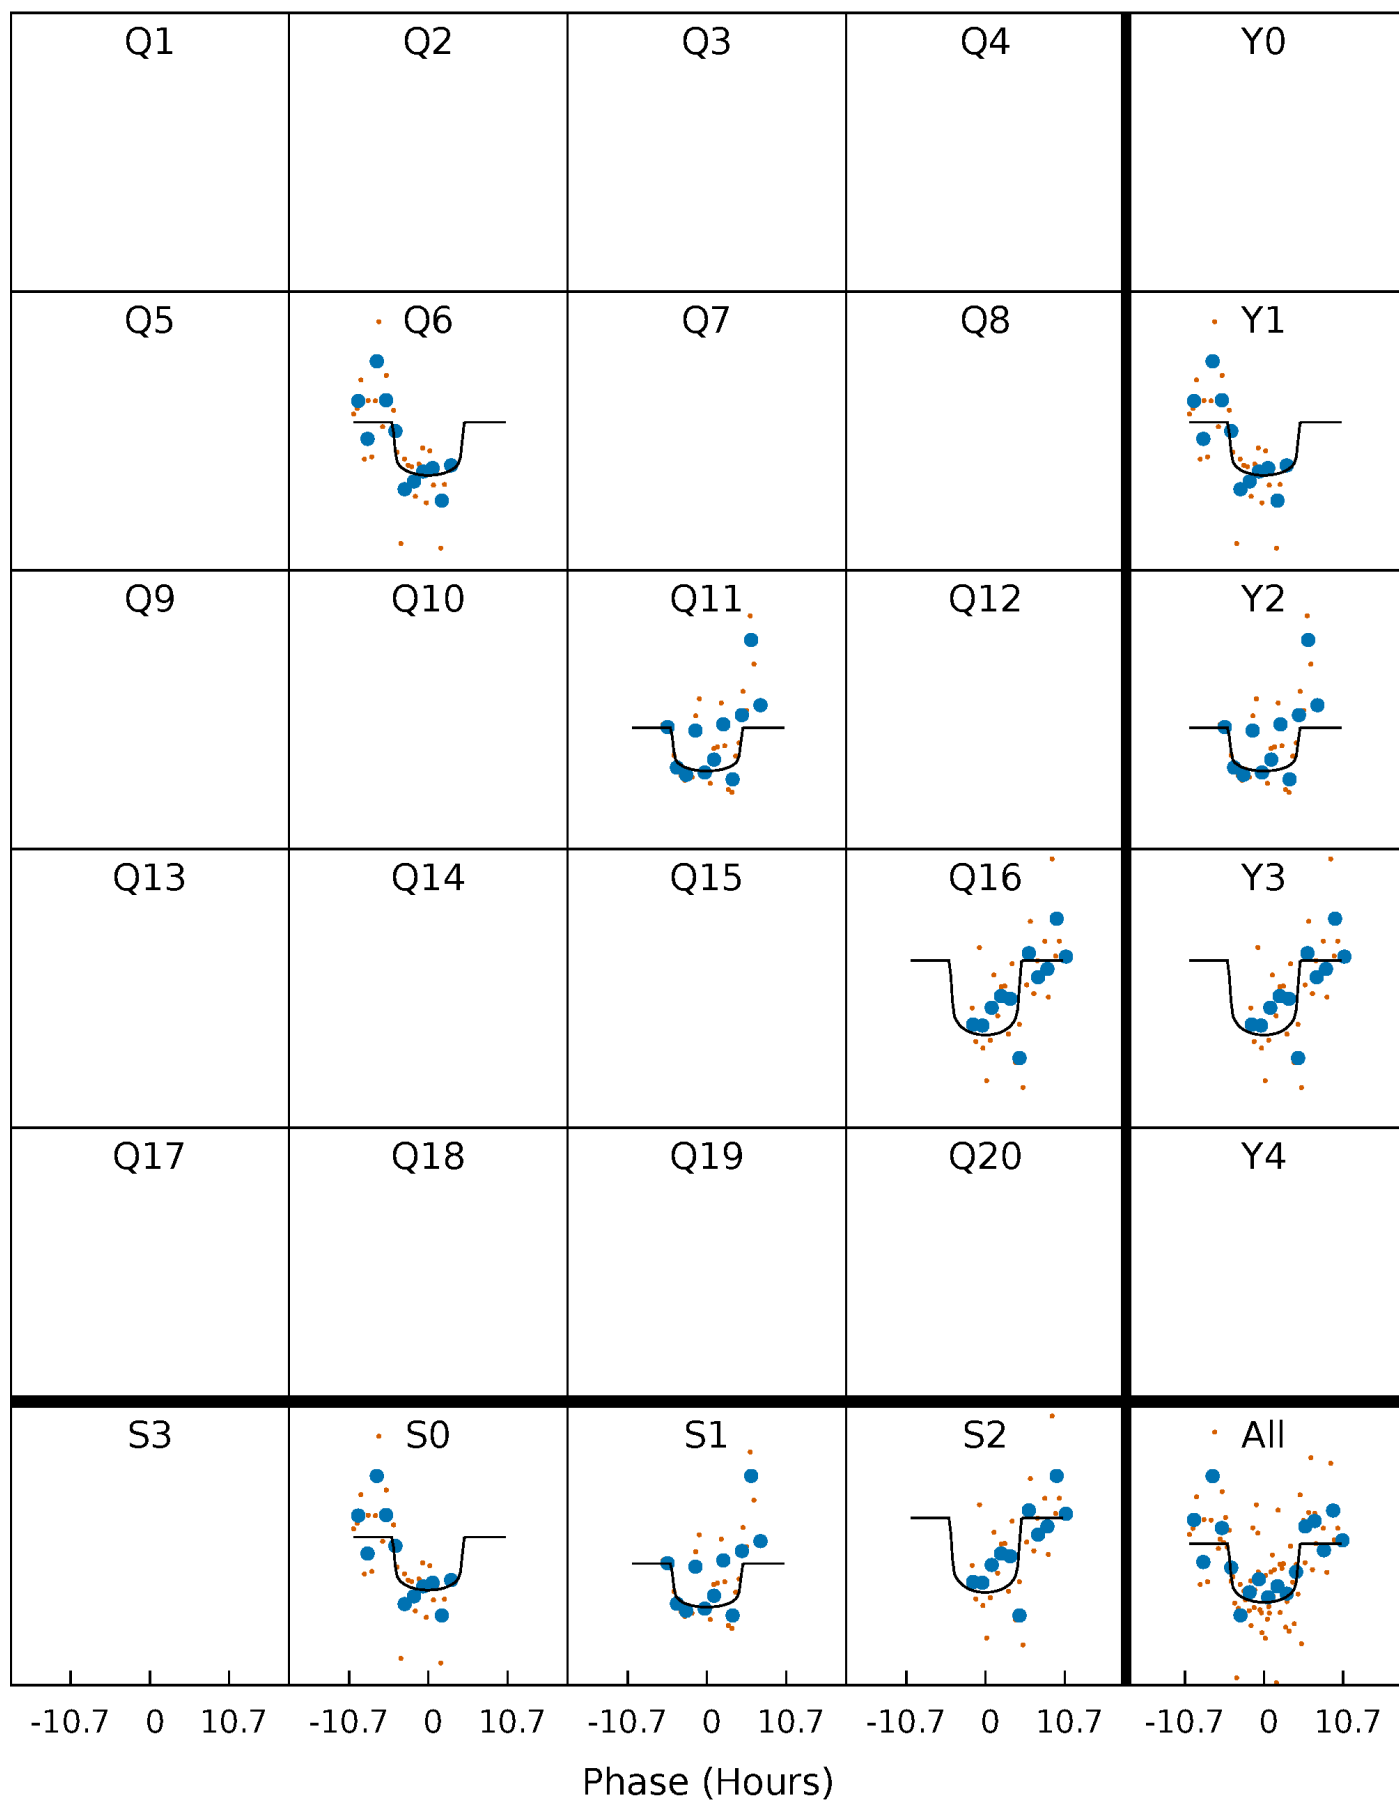 Q1 Q2 Q3 Q4 Y0
Q5 Q6 Q7 Q8 Y1
Q9 Q10 Q11 Q12 Y2
Q13 Q14 Q15 Q16 Y3
Q17 Q18 Q19 Q20 Y4
S3 S0 S1 S2 All
-10.7 0 10.7 -10.7 0 10.7 -10.7 0 10.7 -10.7 0 10.7 -10.7 0 10.7
Phase (Hours)